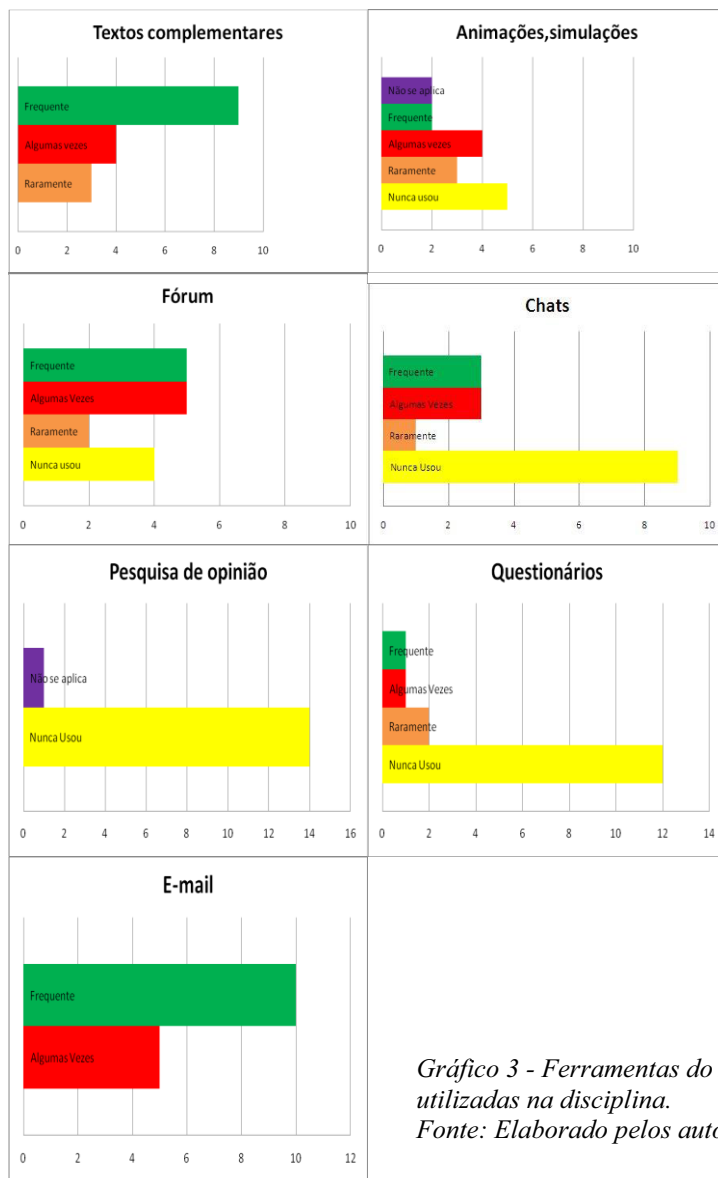 Textos complementares
Frequente
Algumas vezes
Raramente
0 2 4 6 8 10
Animações,simulações
Não se aplica
Frequente
Algumas vezes
Raramente
Nunca usou
0 2 4 6 8 10
Fórum
Frequente
Algumas Vezes
Raramente
Nunca usou
0 2 4 6 8 10
Chats
Frequente
Algumas Vezes
Raramente
Nunca Usou
0 2 4 6 8 10
Pesquisa de opinião
Não se aplica
Nunca Usou
0 2 4 6 8 10 12 14 16
Questionários
Frequente
Algumas Vezes
Raramente
Nunca Usou
0 2 4 6 8 10 12 14
E-mail
Frequente
Algumas Vezes
0 2 4 6 8 10 12
Gráfico 3 - Ferramentas do
utilizadas na disciplina.
Fonte: Elaborado pelos